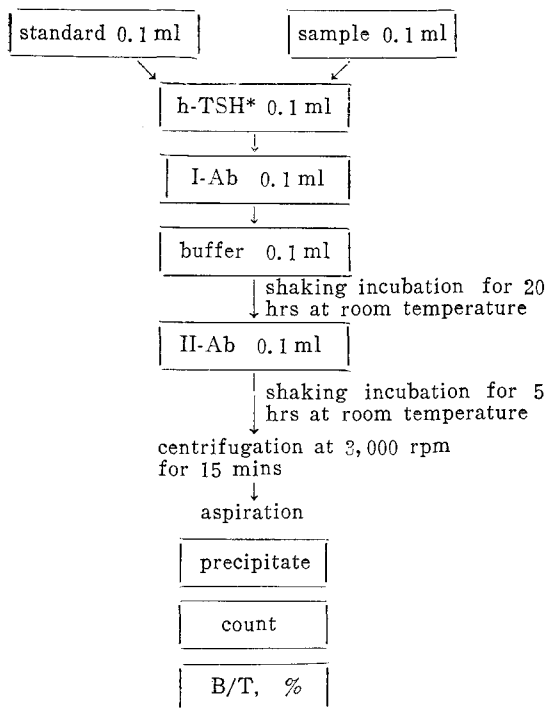 standard 0.1 ml
sample 0.1 ml
h-TSH* 0.1 ml
I-Ab 0.1 ml
buffer 0.1 ml
shaking incubation for 20
hrs at room temperature
II-Ab 0.1 ml
shaking incubation for 5
hrs at room temperature
centrifugation at 3,000 rpm
for 15 mins
aspiration
precipitate
count
B/T, %